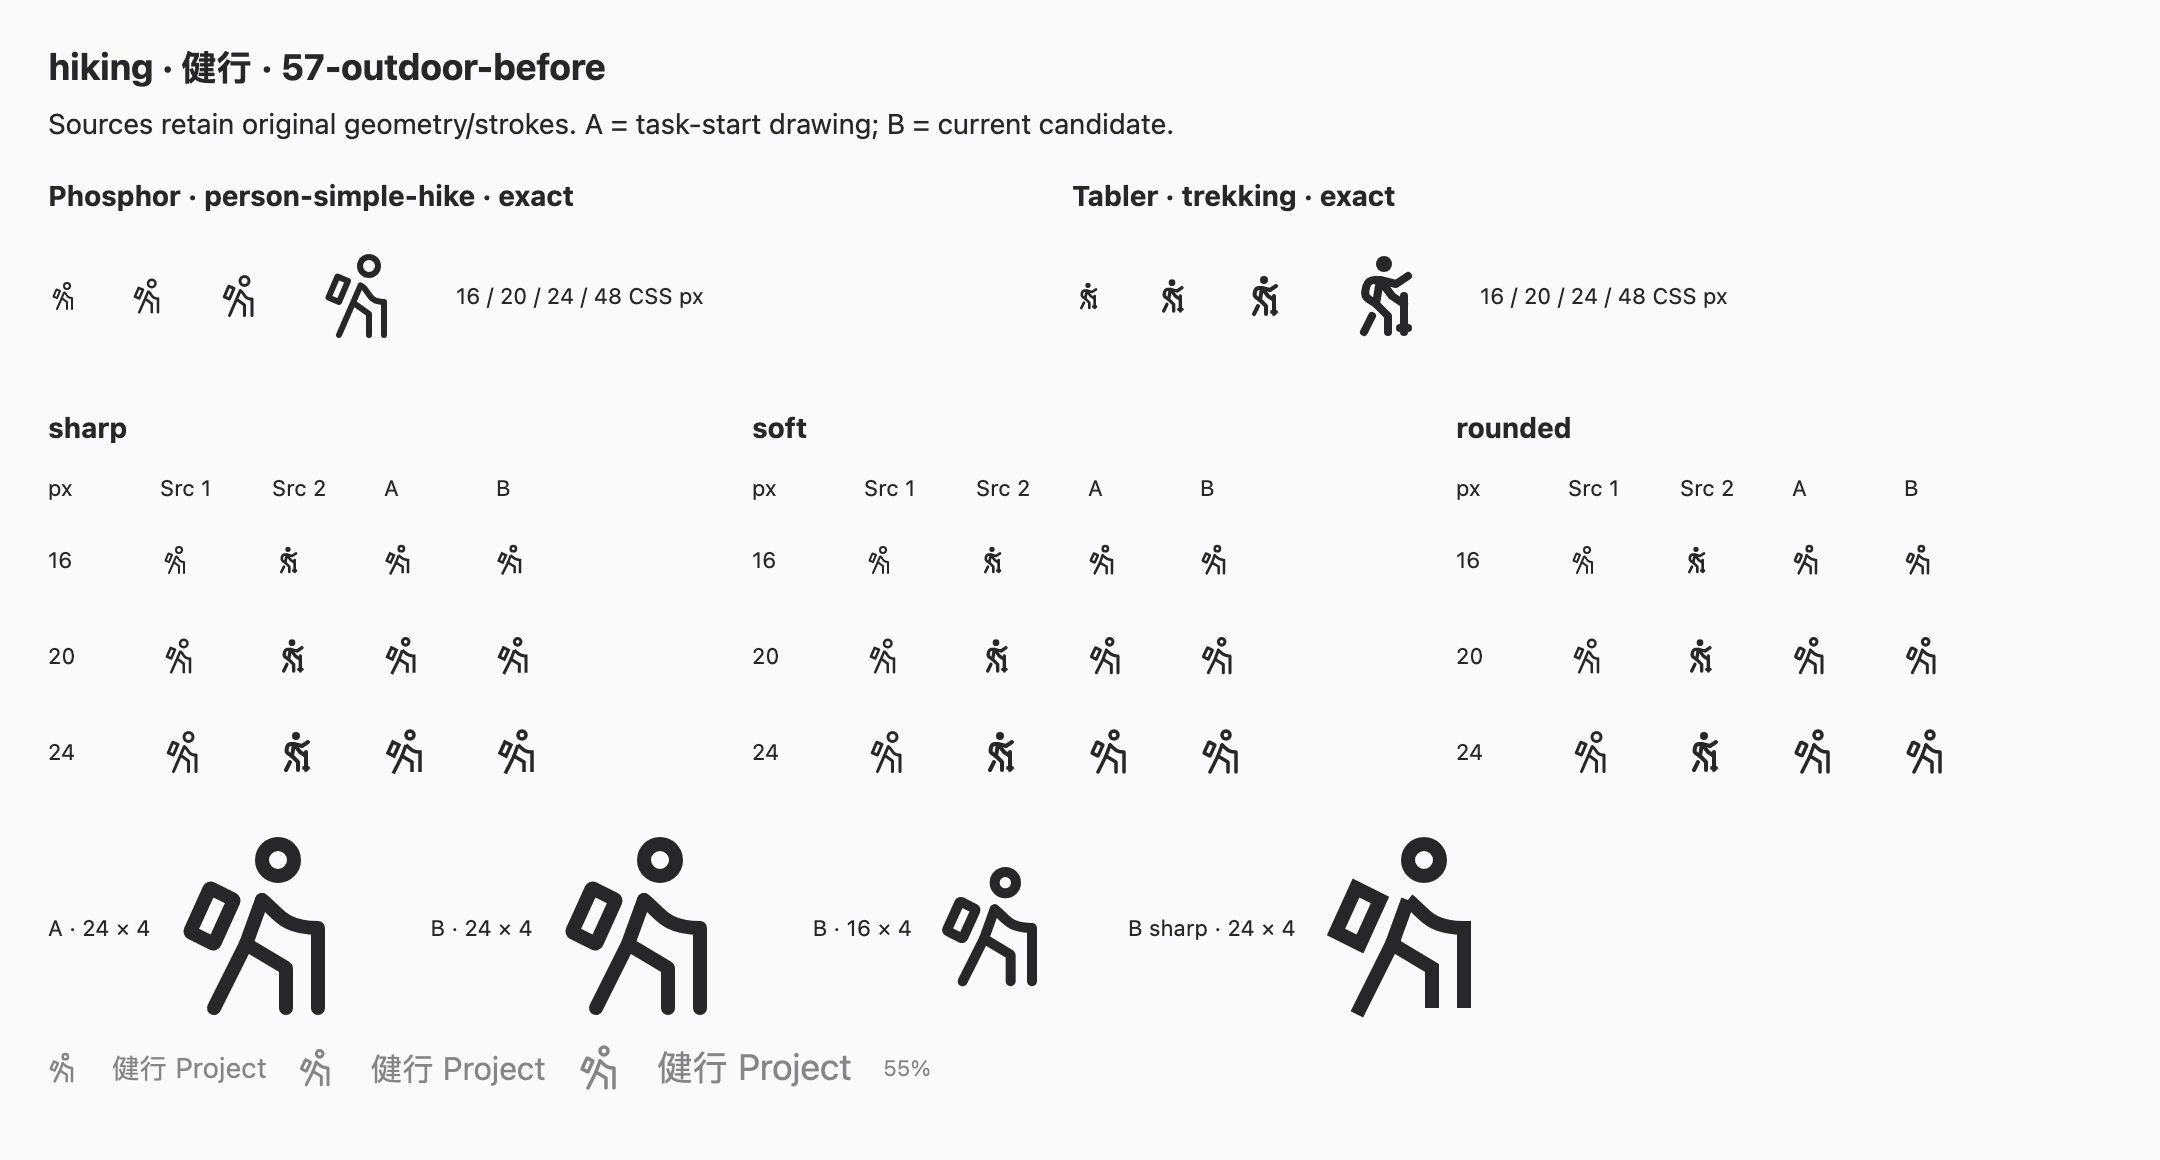 hiking · 健行 · 57-outdoor-before
Sources retain original geometry/strokes. A = task-start drawing; B = current candidate.
Phosphor · person-simple-hike · exact
16 / 20 / 24 / 48 CSS px
Tabler · trekking · exact
16 / 20 / 24 / 48 CSS px
sharp
px Src 1 Src 2 A B
16
20
24
soft
px Src 1 Src 2 A B
16
20
24
rounded
px Src 1 Src 2 A B
16
20
24
A · 24 × 4
B · 24 × 4
B · 16 × 4
B sharp · 24 × 4
健行 Project 健行 Project 健行 Project 55%